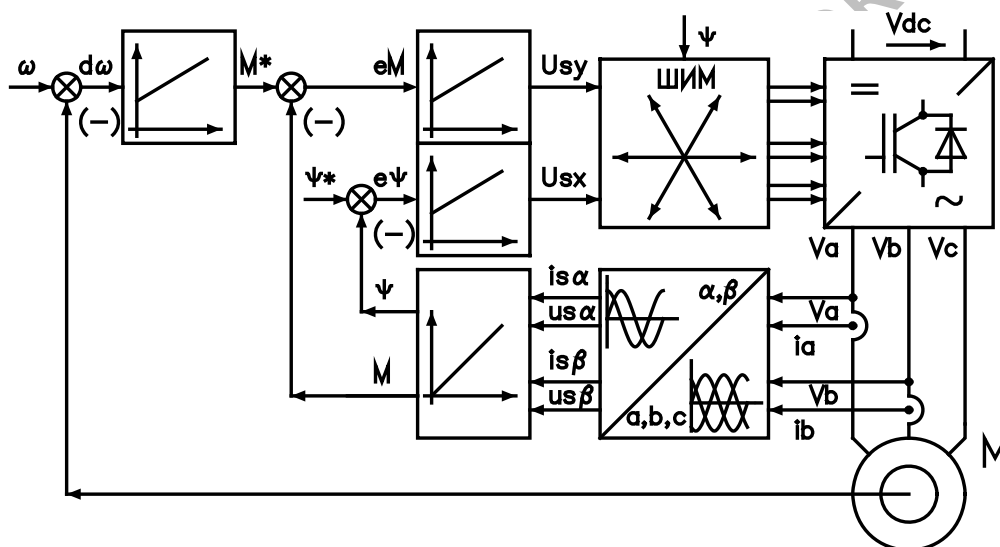 Vdc
ψ
ω
dω
M*
eM
Usy
ШИМ
=
(-)
(-)
ψ*
eψ
Usx
~
(-)
Va
Vb
Vc
ψ
isα
α,β
usα
Va
ia
M
isβ
usβ
a,b,c
Vb
ib
M